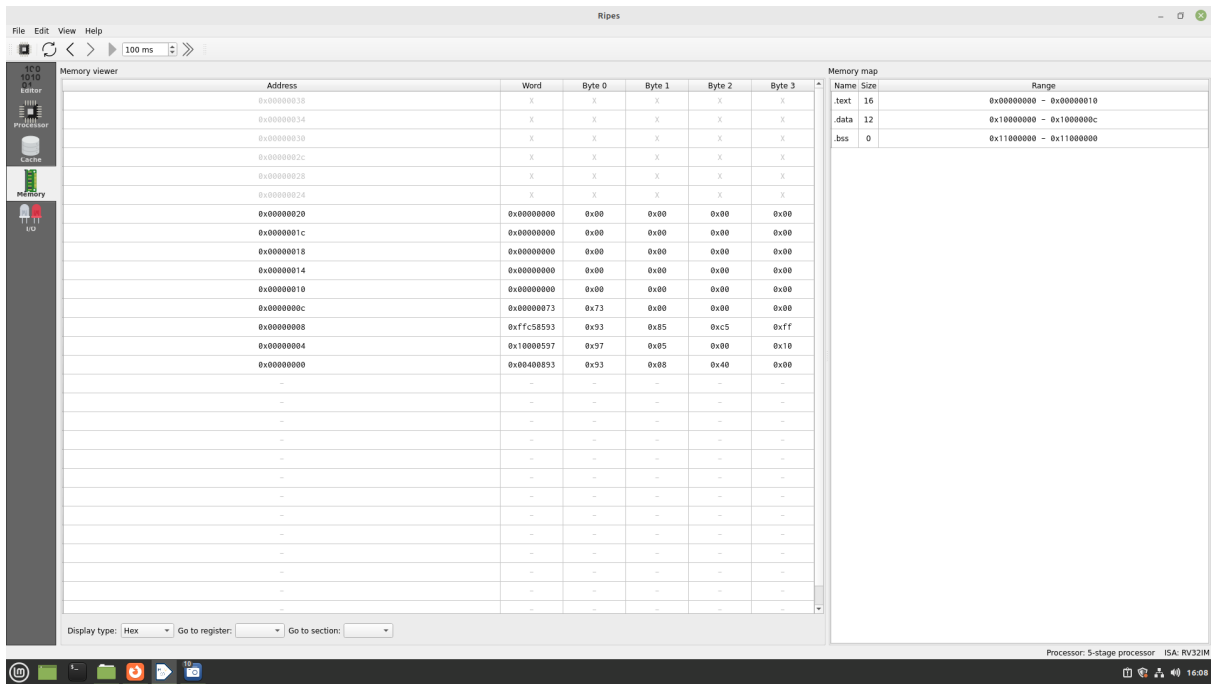 Ripes
File Edit View Help
100 ms
Editor
Processor
Cache
Memory
I/O
Memory viewer
Address Word Byte 0 Byte 1 Byte 2 Byte 3
0x00000038 X X X X X
0x00000034 X X X X X
0x00000030 X X X X X
0x0000002c X X X X X
0x00000028 X X X X X
0x00000024 X X X X X
0x00000020 0x00000000 0x00 0x00 0x00 0x00
0x0000001c 0x00000000 0x00 0x00 0x00 0x00
0x00000018 0x00000000 0x00 0x00 0x00 0x00
0x00000014 0x00000000 0x00 0x00 0x00 0x00
0x00000010 0x00000000 0x00 0x00 0x00 0x00
0x0000000c 0x00000073 0x73 0x00 0x00 0x00
0x00000008 0xffc58593 0x93 0x85 0xc5 0xff
0x00000004 0x10000597 0x97 0x05 0x00 0x10
0x00000000 0x00400893 0x93 0x08 0x40 0x00
- - - - - -
- - - - - -
- - - - - -
- - - - - -
- - - - - -
- - - - - -
- - - - - -
- - - - - -
- - - - - -
- - - - - -
- - - - - -
- - - - - -
- - - - - -
Display type: Hex Go to register: Go to section:
Memory map
Name Size Range
.text 16 0x00000000 - 0x00000010
.data 12 0x10000000 - 0x1000000c
.bss 0 0x11000000 - 0x11000000
Processor: 5-stage processor ISA: RV32IM
10
16:08